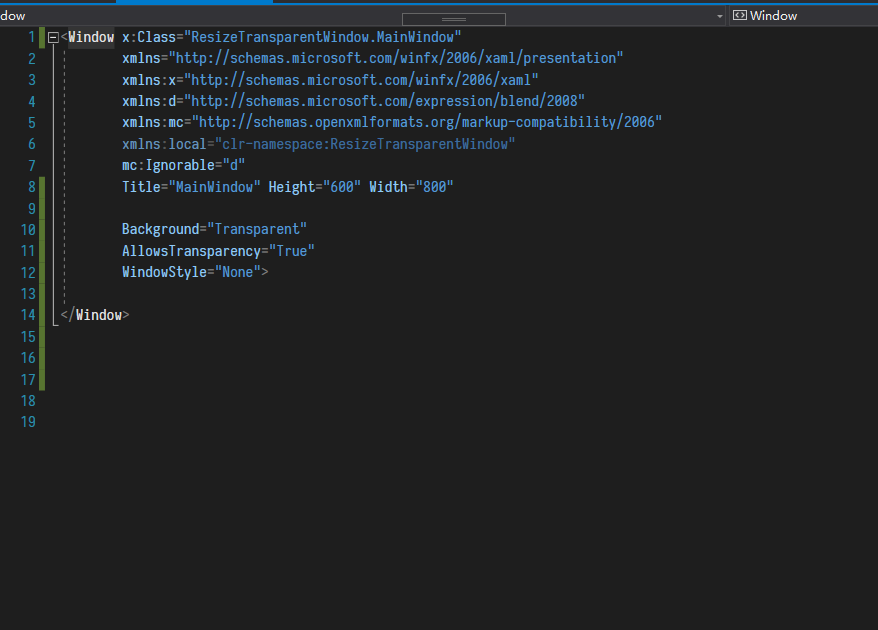 dow
Window
1 <Window x:Class="ResizeTransparentWindow.MainWindow"
2 xmlns="http://schemas.microsoft.com/winfx/2006/xaml/presentation"
3 xmlns:x="http://schemas.microsoft.com/winfx/2006/xaml"
4 xmlns:d="http://schemas.microsoft.com/expression/blend/2008"
5 xmlns:mc="http://schemas.openxmlformats.org/markup-compatibility/2006"
6 xmlns:local="clr-namespace:ResizeTransparentWindow"
7 mc:Ignorable="d"
8 Title="MainWindow" Height="600" Width="800"
9
10 Background="Transparent"
11 AllowsTransparency="True"
12 WindowStyle="None">
13
14 </Window>
15
16
17
18
19